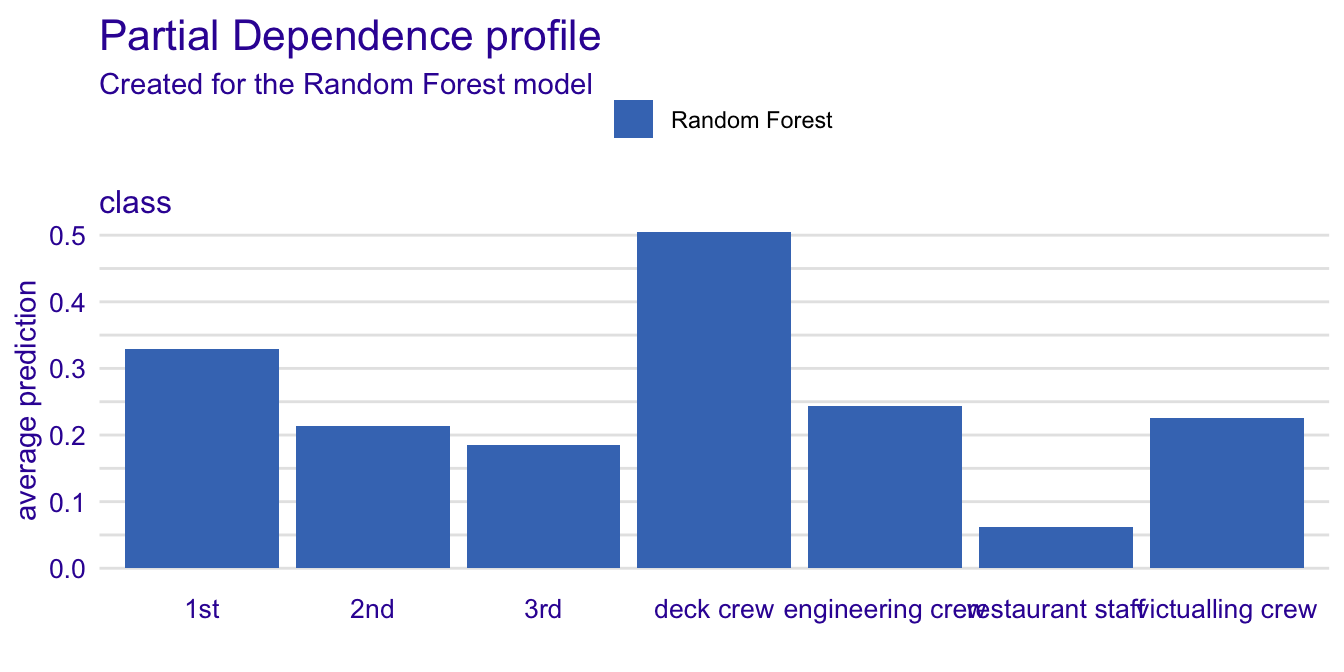 Partial Dependence profile
Created for the Random Forest model
Random Forest
class
average prediction
0.5
0.4
0.3
0.2
0.1
0.0
1st 2nd 3rd deck crew engineering crew restaurant staff victualling crew